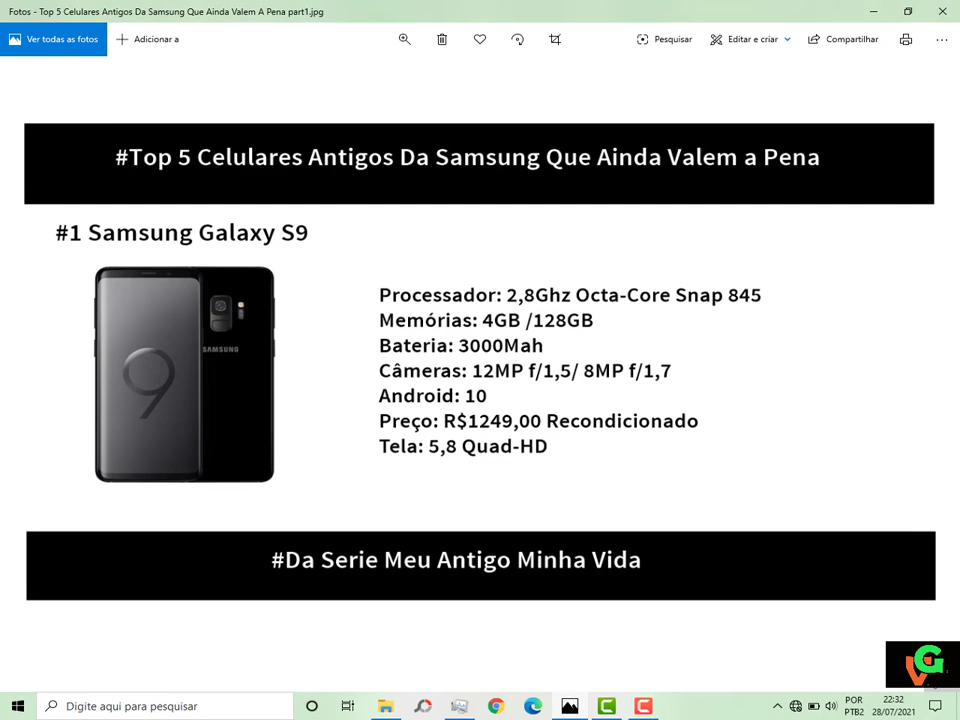 Fotos - Top 5 Celulares Antigos Da Samsung Que Ainda Valem A Pena part1.jpg
Ver todas as fotos
Adicionar a
Pesquisar
Editar e criar
Compartilhar
#Top 5 Celulares Antigos Da Samsung Que Ainda Valem a Pena
#1 Samsung Galaxy S9
9
SAMSUNG
Processador: 2,8Ghz Octa-Core Snap 845
Memórias: 4GB /128GB
Bateria: 3000Mah
Câmeras: 12MP f/1,5/ 8MP f/1,7
Android: 10
Preço: R$1249,00 Recondicionado
Tela: 5,8 Quad-HD
#Da Serie Meu Antigo Minha Vida
VG
Digite aqui para pesquisar
POR
PTB2
22:32
28/07/2021